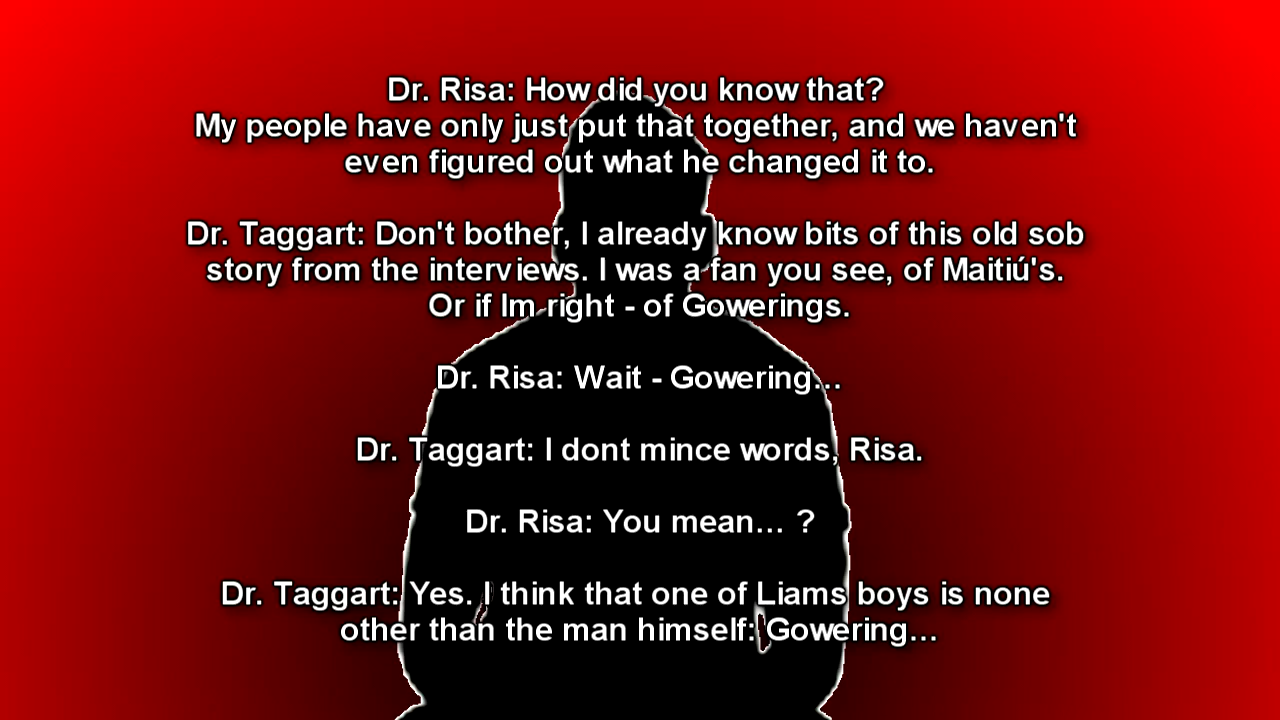 Dr. Risa: How did you know that?
My people have only just put that together, and we haven't
even figured out what he changed it to.
Dr. Taggart: Don't bother, I already know bits of this old sob
story from the interviews. I was a fan you see, of Maitiú's.
Or if Im right - of Gowerings.
Dr. Risa: Wait - Gowering...
Dr. Taggart: I dont mince words, Risa.
Dr. Risa: You mean... ?
Dr. Taggart: Yes. I think that one of Liams boys is none
other than the man himself: Gowering...